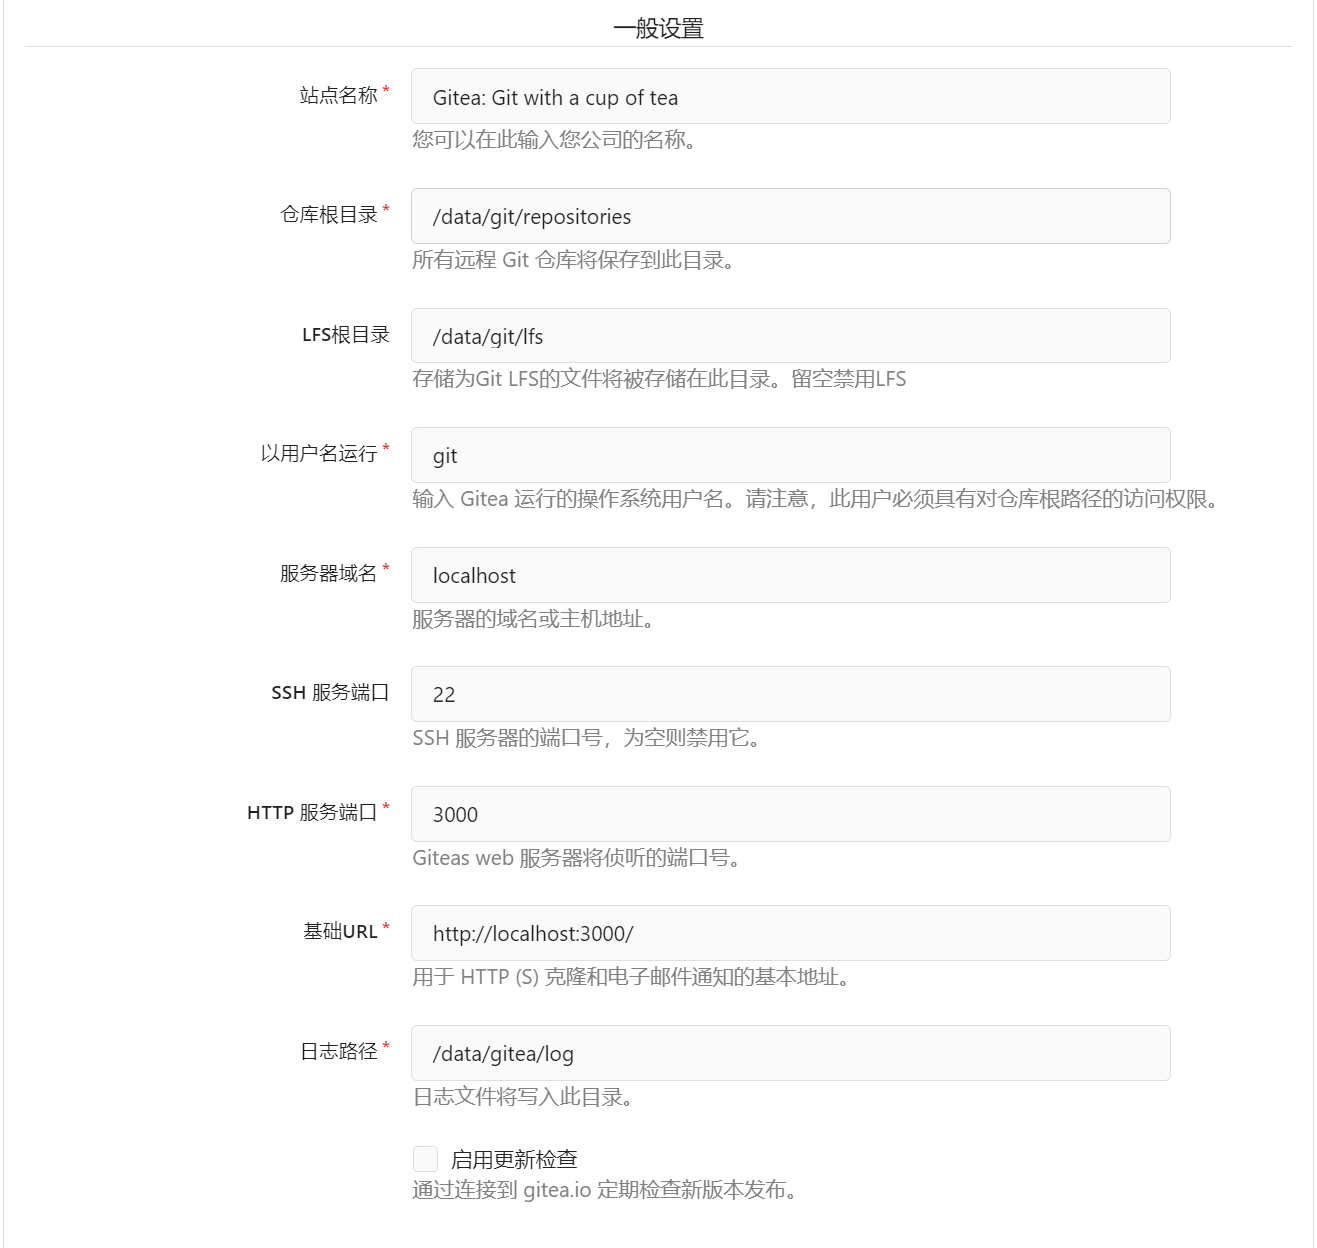 一般设置
站点名称*
Gitea: Git with a cup of tea
您可以在此输入您公司的名称。
仓库根目录*
/data/git/repositories
所有远程 Git 仓库将保存到此目录。
LFS根目录
/data/git/lfs
存储为Git LFS的文件将被存储在此目录。留空禁用LFS
以用户名运行*
git
输入 Gitea 运行的操作系统用户名。请注意，此用户必须具有对仓库根路径的访问权限。
服务器域名*
localhost
服务器的域名或主机地址。
SSH 服务端口
22
SSH 服务器的端口号，为空则禁用它。
HTTP 服务端口*
3000
Giteas web 服务器将侦听的端口号。
基础URL*
http://localhost:3000/
用于 HTTP (S) 克隆和电子邮件通知的基本地址。
日志路径*
/data/gitea/log
日志文件将写入此目录。
启用更新检查
通过连接到 gitea.io 定期检查新版本发布。